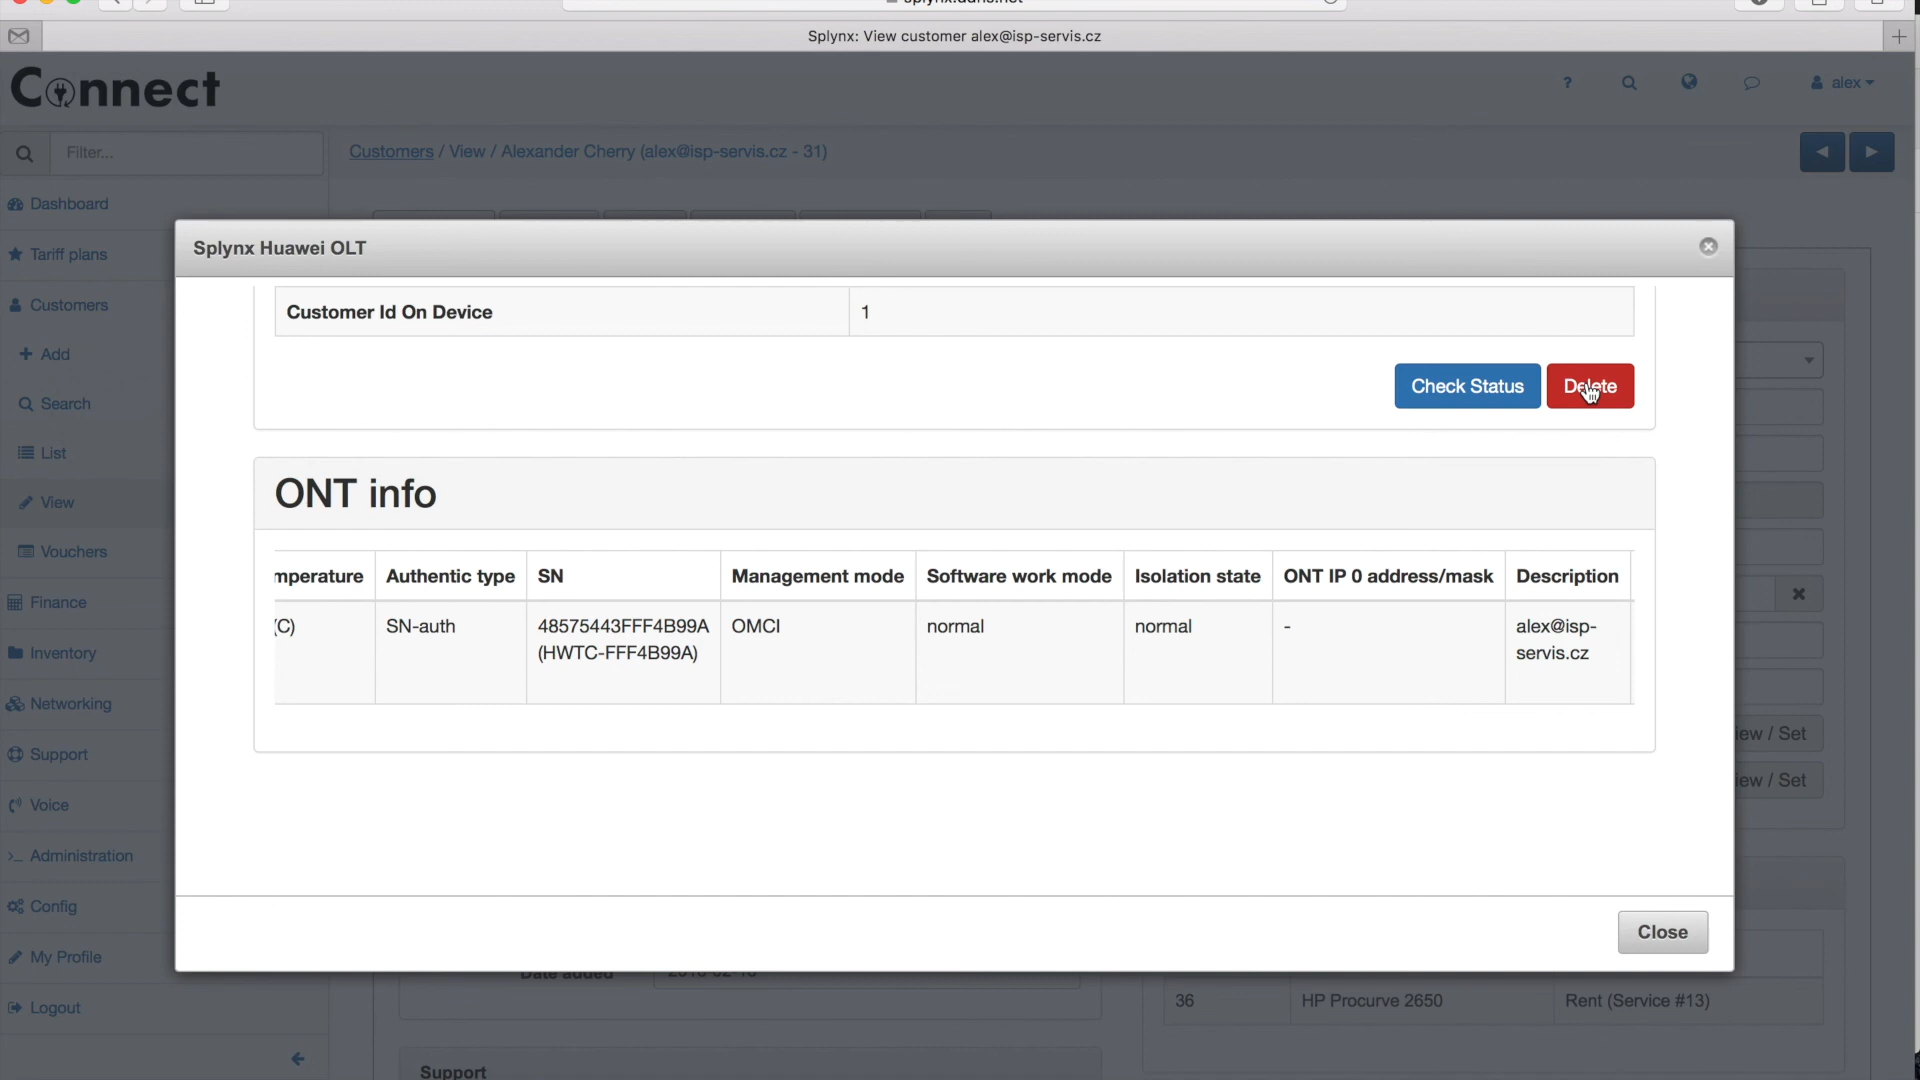 Splynx: View customer alex@isp-servis.cz
Connect
? alex
Filter...
Customers / View / Alexander Cherry (alex@isp-servis.cz - 31)
Dashboard
Tariff plans
Customers
Add
Search
List
View
Vouchers
Finance
Inventory
Networking
Support
Voice
Administration
Config
My Profile
Logout
Splynx Huawei OLT
Customer Id On Device 1
Check Status Delete
ONT info
mperature Authentic type SN Management mode Software work mode Isolation state ONT IP 0 address/mask Description
(C) SN-auth 48575443FFF4B99A OMCI normal normal - alex@isp-
(HWTC-FFF4B99A) servis.cz
Close
iew / Set
iew / Set
Date added
36 HP Procurve 2650 Rent (Service #13)
Support